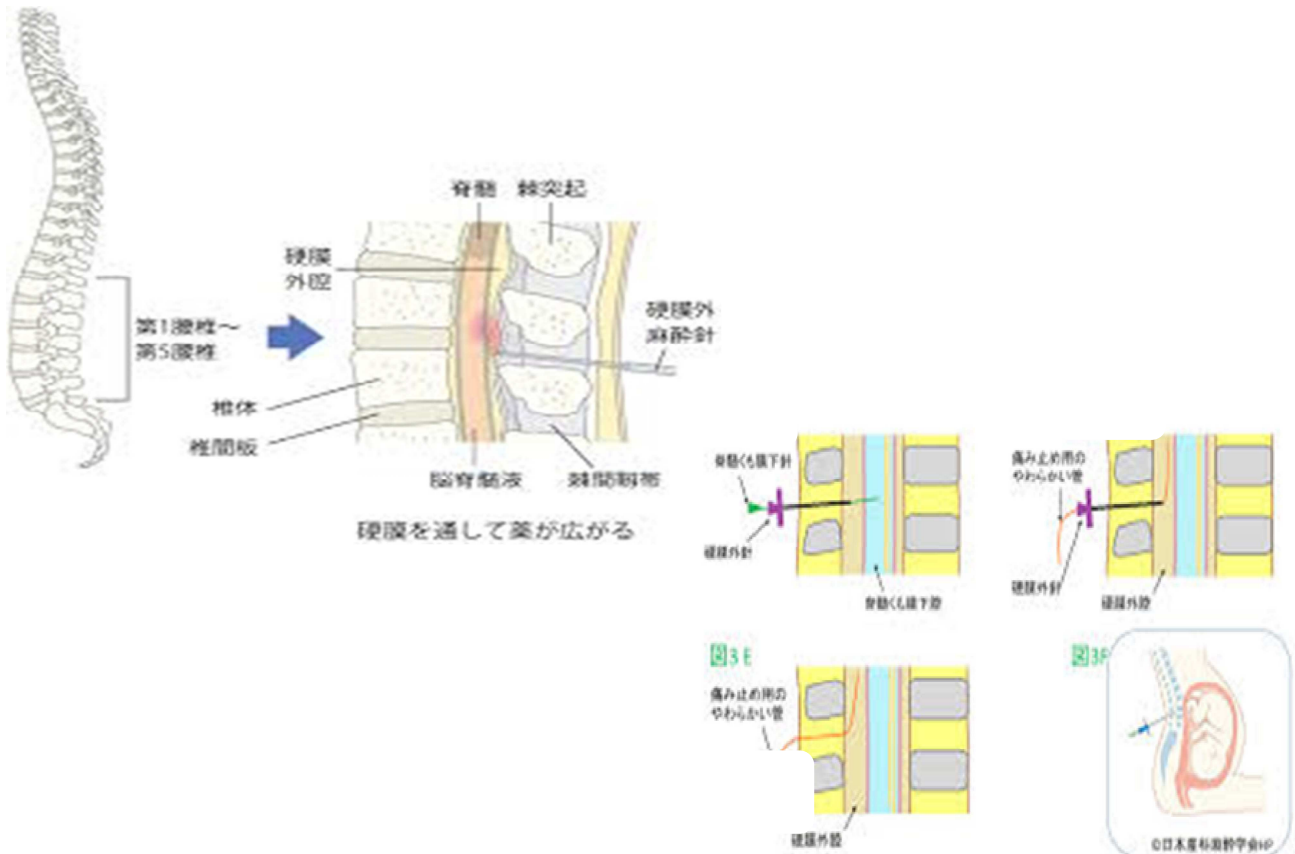 脊髄 棘突起
硬膜
外腔
硬膜外
麻酔針
第1腰椎～
第5腰椎
椎体
椎間板
脳脊髄液 棘間靱帯
硬膜を通して薬が広がる
脊髄くも膜下針
硬膜外針
脊髄くも膜下腔
痛み止め用の
やわらかい管
硬膜外針
硬膜外腔
図3E
痛み止め用の
やわらかい管
硬膜外腔
図3F
©日本産科麻酔学会HP